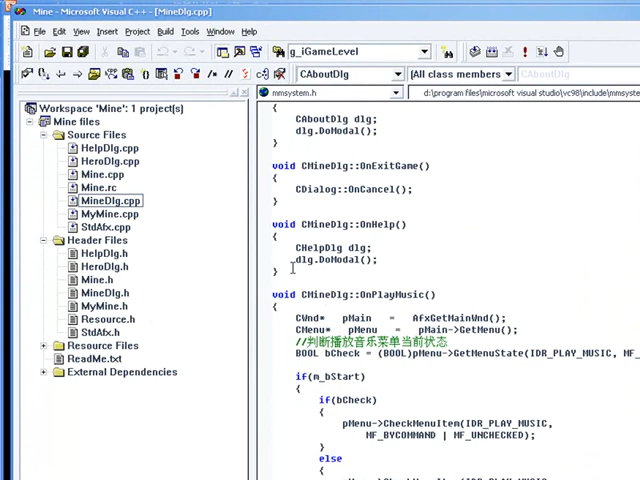 Mine - Microsoft Visual C++ - [MineDlg.cpp]
File Edit View Insert Project Build Tools Window Help
g_iGameLevel
CAboutDlg
(All class members
CAboutDlg
mmsystem.h
d:\program files\microsoft visual studio\vc98\include\mmsyste
Workspace 'Mine': 1 project(s)
Mine files
Source Files
HelpDlg.cpp
HeroDlg.cpp
Mine.cpp
Mine.rc
MineDlg.cpp
MyMine.cpp
StdAfx.cpp
Header Files
HelpDlg.h
HeroDlg.h
Mine.h
MineDlg.h
MyMine.h
Resource.h
StdAfx.h
Resource Files
ReadMe.txt
External Dependencies
{
CAboutDlg dlg;
dlg.DoModal();
}
void CMineDlg::OnExitGame()
{
CDialog::OnCancel();
}
void CMineDlg::OnHelp()
{
CHelpDlg dlg;
dlg.DoModal();
}
void CMineDlg::OnPlayMusic()
{
CWnd* pMain = AfxGetMainWnd();
CMenu* pMenu = pMain->GetMenu();
//判断播放音乐菜单当前状态
BOOL bCheck = (BOOL)pMenu->GetMenuState(IDR_PLAY_MUSIC, MF_
if(m_bStart)
{
if(bCheck)
{
pMenu->CheckMenuItem(IDR_PLAY_MUSIC,
MF_BYCOMMAND | MF_UNCHECKED);
}
else
{